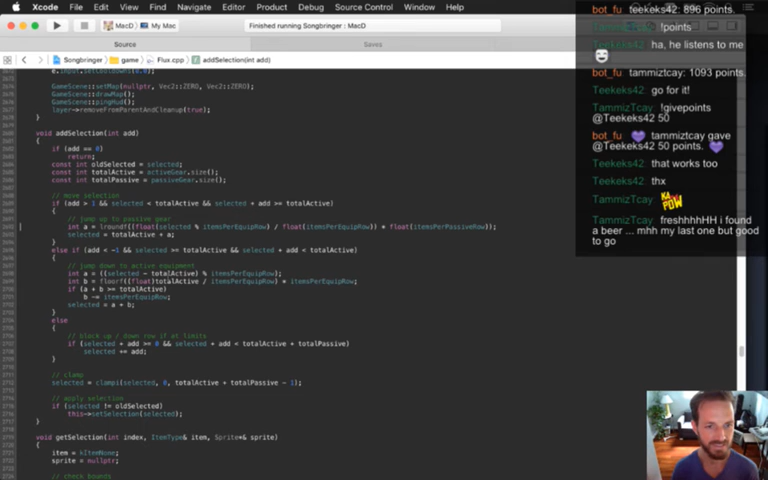 Xcode File Edit View Find Navigate Editor Product Debug Source Control Window Help
MacD My Mac
Finished running Songbringer : MacD
Source
Saves
Songbringer game Flux.cpp addSelection(int add)
GameScene::setMap(nullptr, Vec2::ZERO, Vec2::ZERO);
GameScene::drawMap();
GameScene::pingHud();
layer->removeFromParentAndCleanup(true);
}
void addSelection(int add)
{
if (add == 0)
return;
const int oldSelected = selected;
const int totalActive = activeGear.size();
const int totalPassive = passiveGear.size();
// move selection
if (add > 1 && selected < totalActive && selected + add >= totalActive)
{
// jump up to passive gear
int a = lroundf((float(selected % itemsPerEquipRow) / float(itemsPerEquipRow)) * float(itemsPerPassiveRow));
selected = totalActive + a;
}
else if (add < -1 && selected >= totalActive && selected + add < totalActive)
{
// jump down to active equipment
int a = ((selected - totalActive) % itemsPerEquipRow);
int b = floorf((float)totalActive / itemsPerEquipRow) * itemsPerEquipRow;
if (a + b >= totalActive)
b -= itemsPerEquipRow;
selected = a + b;
}
else
{
// block up / down row if at limits
if (selected + add >= 0 && selected + add < totalActive + totalPassive)
selected += add;
}
// clamp
selected = clampi(selected, 0, totalActive + totalPassive - 1);
// apply selection
if (selected != oldSelected)
this->setSelection(selected);
}
void getSelection(int index, ItemType& item, Sprite*& sprite)
{
item = kItemNone;
sprite = nullptr;
// check bounds
bot_fu: teekeks42: 896 points.
TammizTcay: !points
Teekeks42: ha, he listens to me
bot_fu: tammiztcay: 1093 points.
Teekeks42: go for it!
TammizTcay: !givepoints
@Teekeks42 50
bot_fu: tammiztcay gave
@Teekeks42 50 points.
Teekeks42: that works too
Teekeks42: thx
TammizTcay: KA POW
TammizTcay: freshhhhHH i found
a beer ... mhh my last one but good
to go